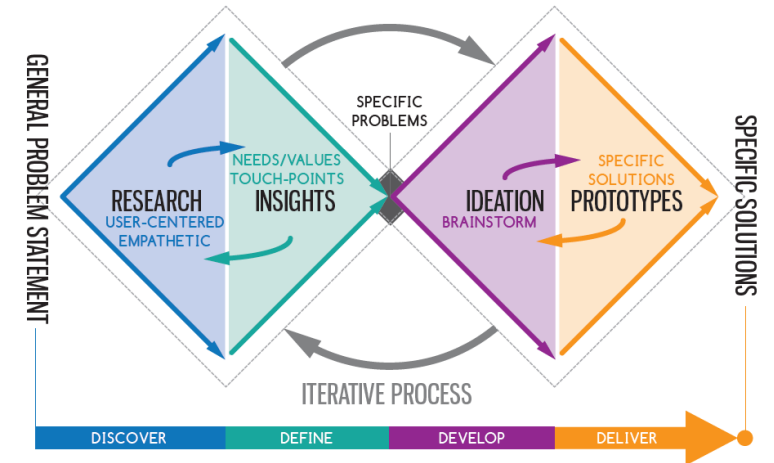 GENERAL PROBLEM STATEMENT
SPECIFIC
PROBLEMS
RESEARCH
USER-CENTERED
EMPATHETIC
NEEDS/VALUES
TOUCH-POINTS
INSIGHTS
IDEATION
BRAINSTORM
SPECIFIC
SOLUTIONS
PROTOTYPES
SPECIFIC SOLUTIONS
ITERATIVE PROCESS
DISCOVER
DEFINE
DEVELOP
DELIVER